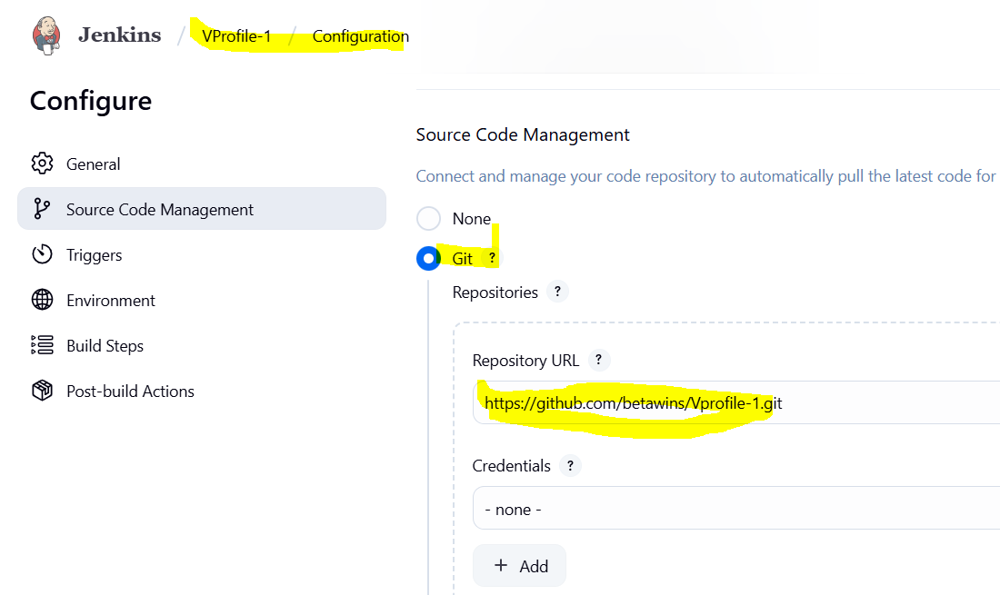 Jenkins / VProfile-1 / Configuration
Configure
General
Source Code Management
Triggers
Environment
Build Steps
Post-build Actions
Source Code Management
Connect and manage your code repository to automatically pull the latest code for
None
Git ?
Repositories ?
Repository URL ?
https://github.com/betawins/Vprofile-1.git
Credentials ?
- none -
+ Add